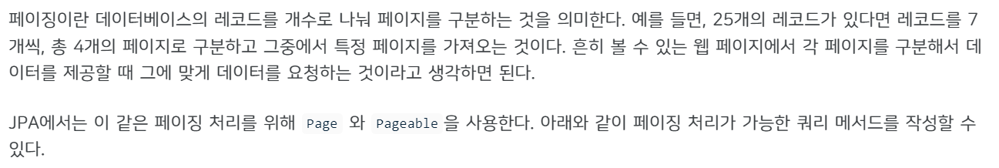 페이징이란 데이터베이스의 레코드를 개수로 나눠 페이지를 구분하는 것을 의미한다. 예를 들면, 25개의 레코드가 있다면 레코드를 7
개씩, 총 4개의 페이지로 구분하고 그중에서 특정 페이지를 가져오는 것이다. 흔히 볼 수 있는 웹 페이지에서 각 페이지를 구분해서 데
이터를 제공할 때 그에 맞게 데이터를 요청하는 것이라고 생각하면 된다.
JPA에서는 이 같은 페이징 처리를 위해 Page 와 Pageable 을 사용한다. 아래와 같이 페이징 처리가 가능한 쿼리 메서드를 작성할 수
있다.